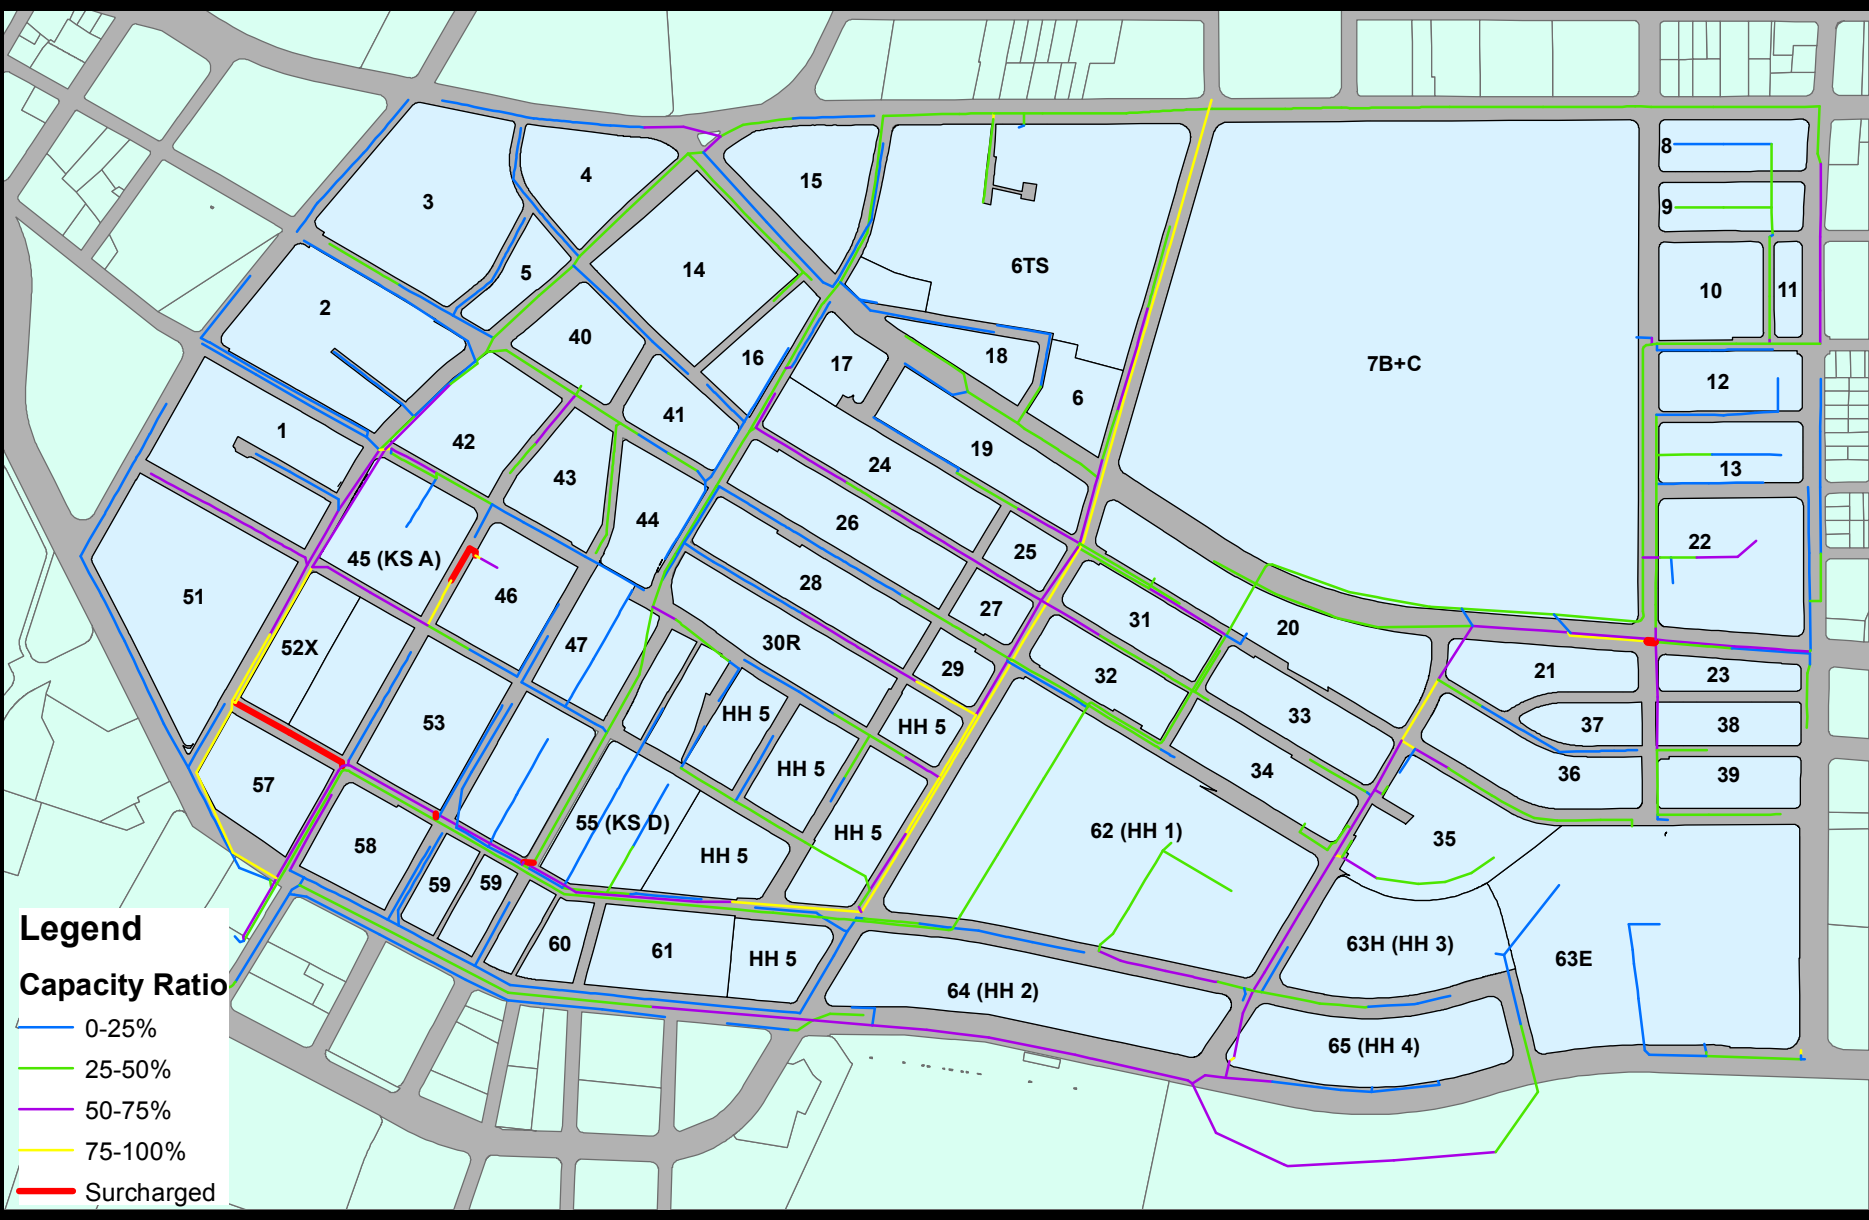 8
4
15
3
9
6TS
14
5
10
11
2
40
16
17
18
7B+C
12
6
41
1
42
19
24
13
43
26
44
25
22
45 (KS A)
28
51
46
27
31
20
47
30R
52X
29
32
21
23
HH 5
53
HH 5
33
37
38
HH 5
34
36
39
57
55 (KS D)
HH 5
62 (HH 1)
35
58
HH 5
59
59
Legend
60
61
HH 5
63H (HH 3)
63E
Capacity Ratio
64 (HH 2)
0-25%
65 (HH 4)
25-50%
50-75%
75-100%
Surcharged